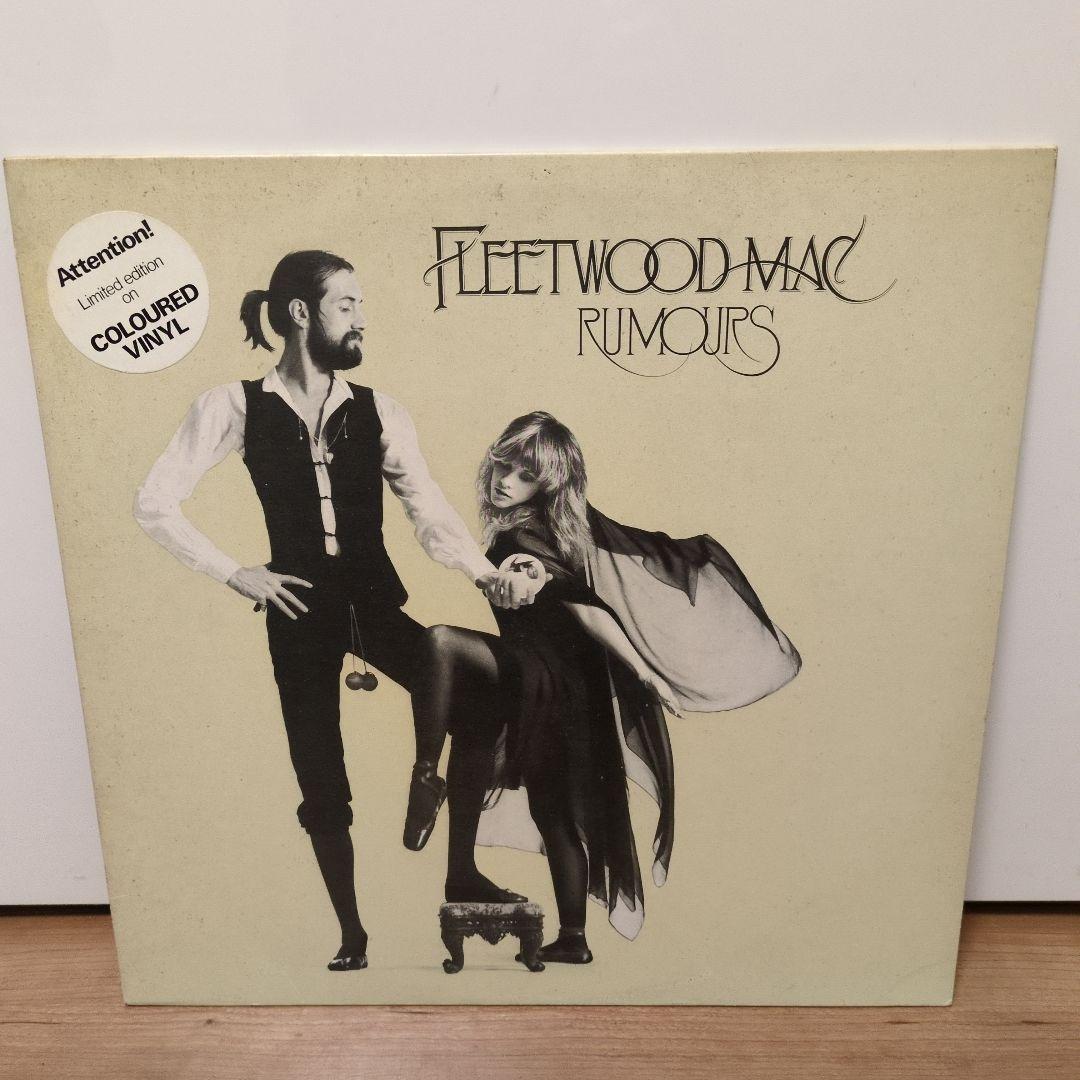 Attention!
Limited edition
on
COLOURED
VINYL
FLEETWOOD MAC
RUMOURS